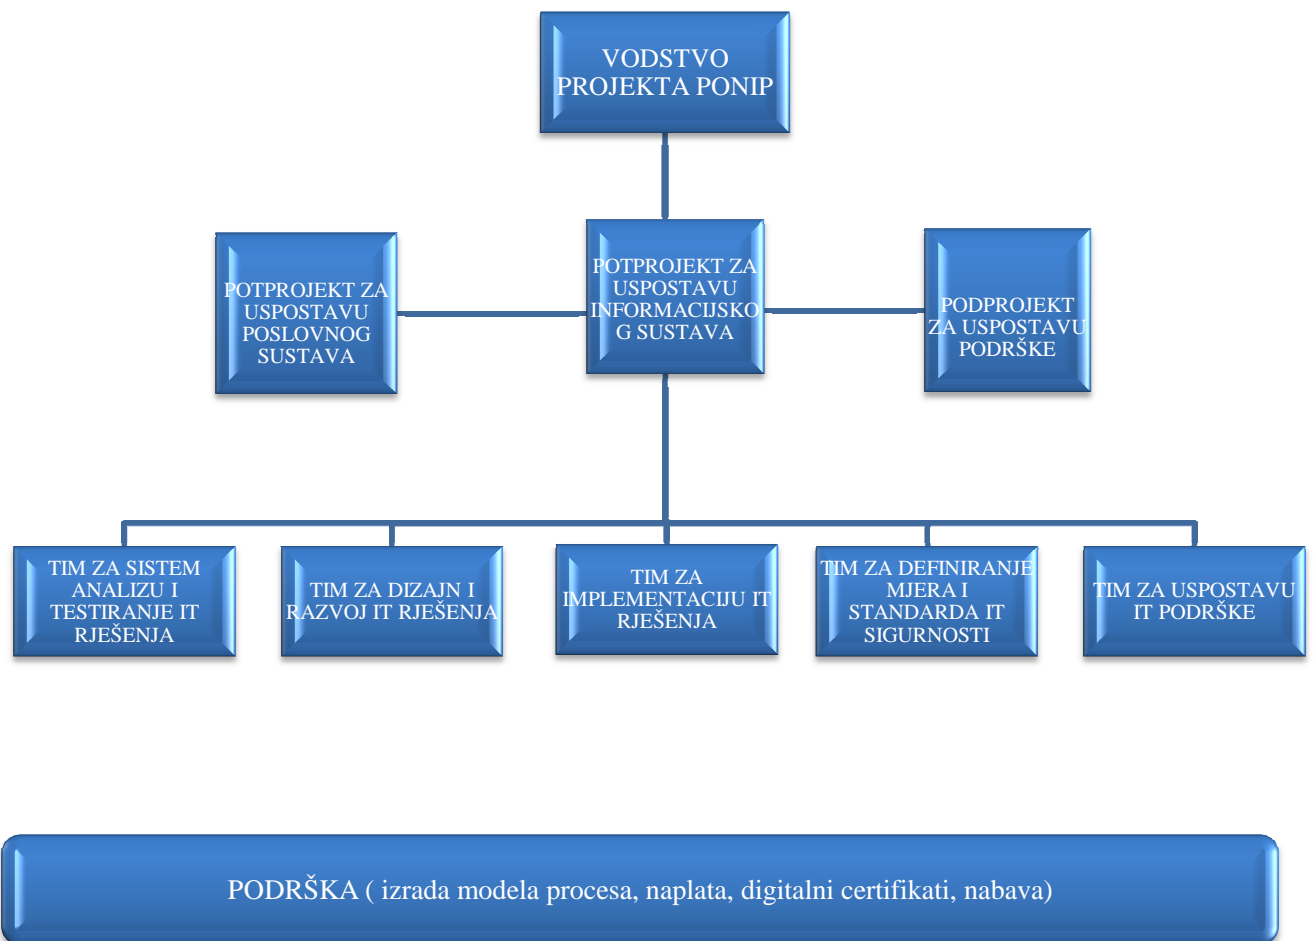 VODSTVO
PROJEKTA PONIP
POTPROJEKT ZA
USPOSTAVU
POSLOVNOG
SUSTAVA
POTPROJEKT ZA
USPOSTAVU
INFORMACIJSKO
G SUSTAVA
PODPROJEKT
ZA USPOSTAVU
PODRŠKE
TIM ZA SISTEM
ANALIZU I
TESTIRANJE IT
RJEŠENJA
TIM ZA DIZAJN I
RAZVOJ IT RJEŠENJA
TIM ZA
IMPLEMENTACIJU IT
RJEŠENJA
TIM ZA DEFINIRANJE
MJERA I
STANDARDA IT
SIGURNOSTI
TIM ZA USPOSTAVU
IT PODRŠKE
PODRŠKA ( izrada modela procesa, naplata, digitalni certifikati, nabava)